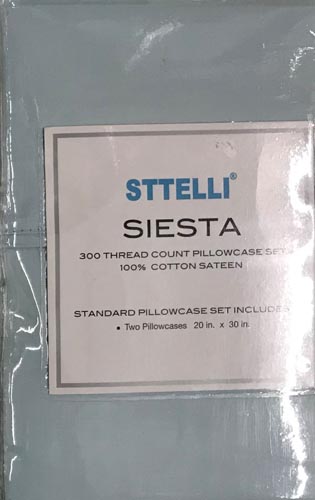 STTELLI®
SIESTA
300 THREAD COUNT PILLOWCASE SET
100% COTTON SATEEN
STANDARD PILLOWCASE SET INCLUDES
• Two Pillowcases 20 in. x 30 in.